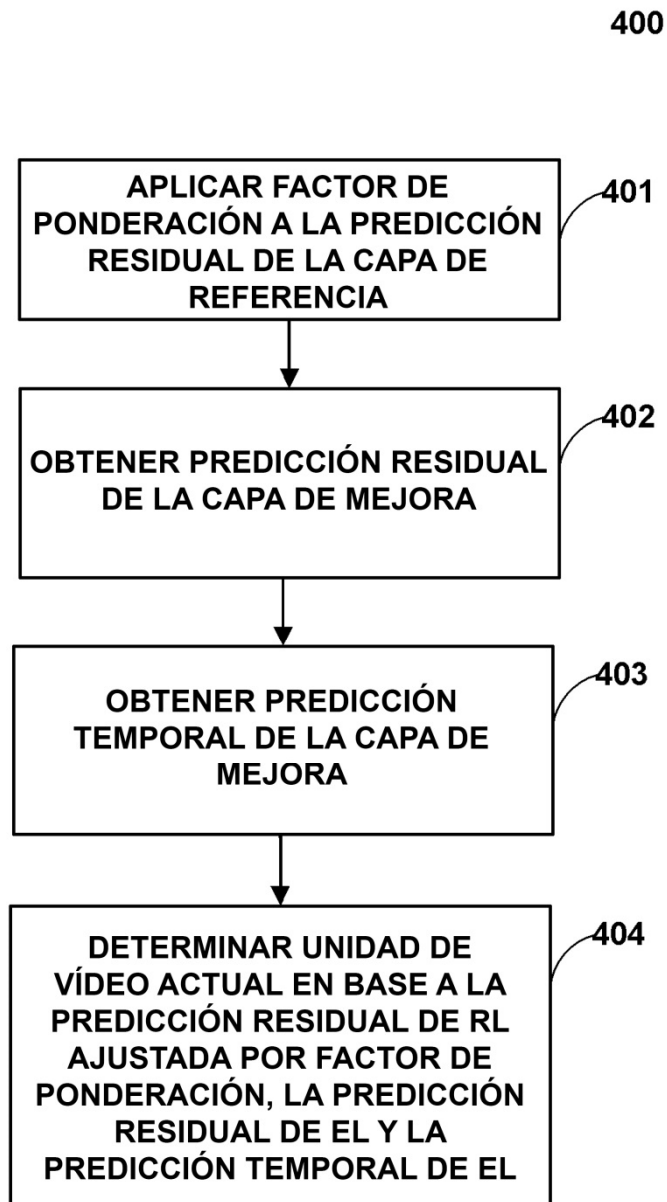 400
APLICAR FACTOR DE
PONDERACIÓN A LA PREDICCIÓN
RESIDUAL DE LA CAPA DE
REFERENCIA
401
OBTENER PREDICCIÓN RESIDUAL
DE LA CAPA DE MEJORA
402
OBTENER PREDICCIÓN
TEMPORAL DE LA CAPA DE
MEJORA
403
DETERMINAR UNIDAD DE
VÍDEO ACTUAL EN BASE A LA
PREDICCIÓN RESIDUAL DE RL
AJUSTADA POR FACTOR DE
PONDERACIÓN, LA PREDICCIÓN
RESIDUAL DE EL Y LA
PREDICCIÓN TEMPORAL DE EL
404